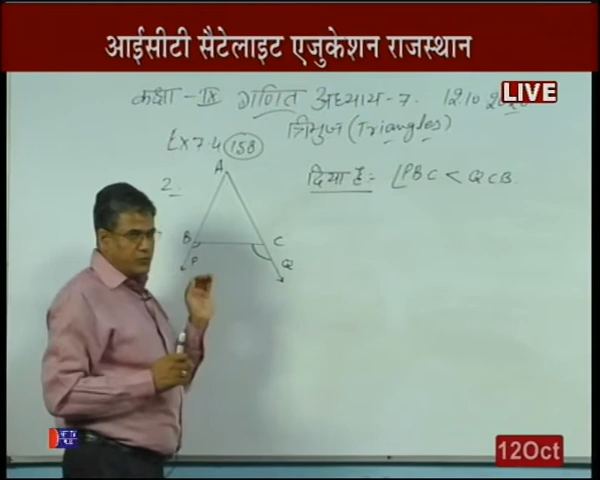 आईसीटी सैटेलाइट एजुकेशन राजस्थान
LIVE
कक्षा - IX गणित अध्याय - 7.
त्रिभुज (Triangles)
Ex 7.4 (158)
2.
दिया है:- ∠PBC < QCB.
A
B C
P Q
12Oct